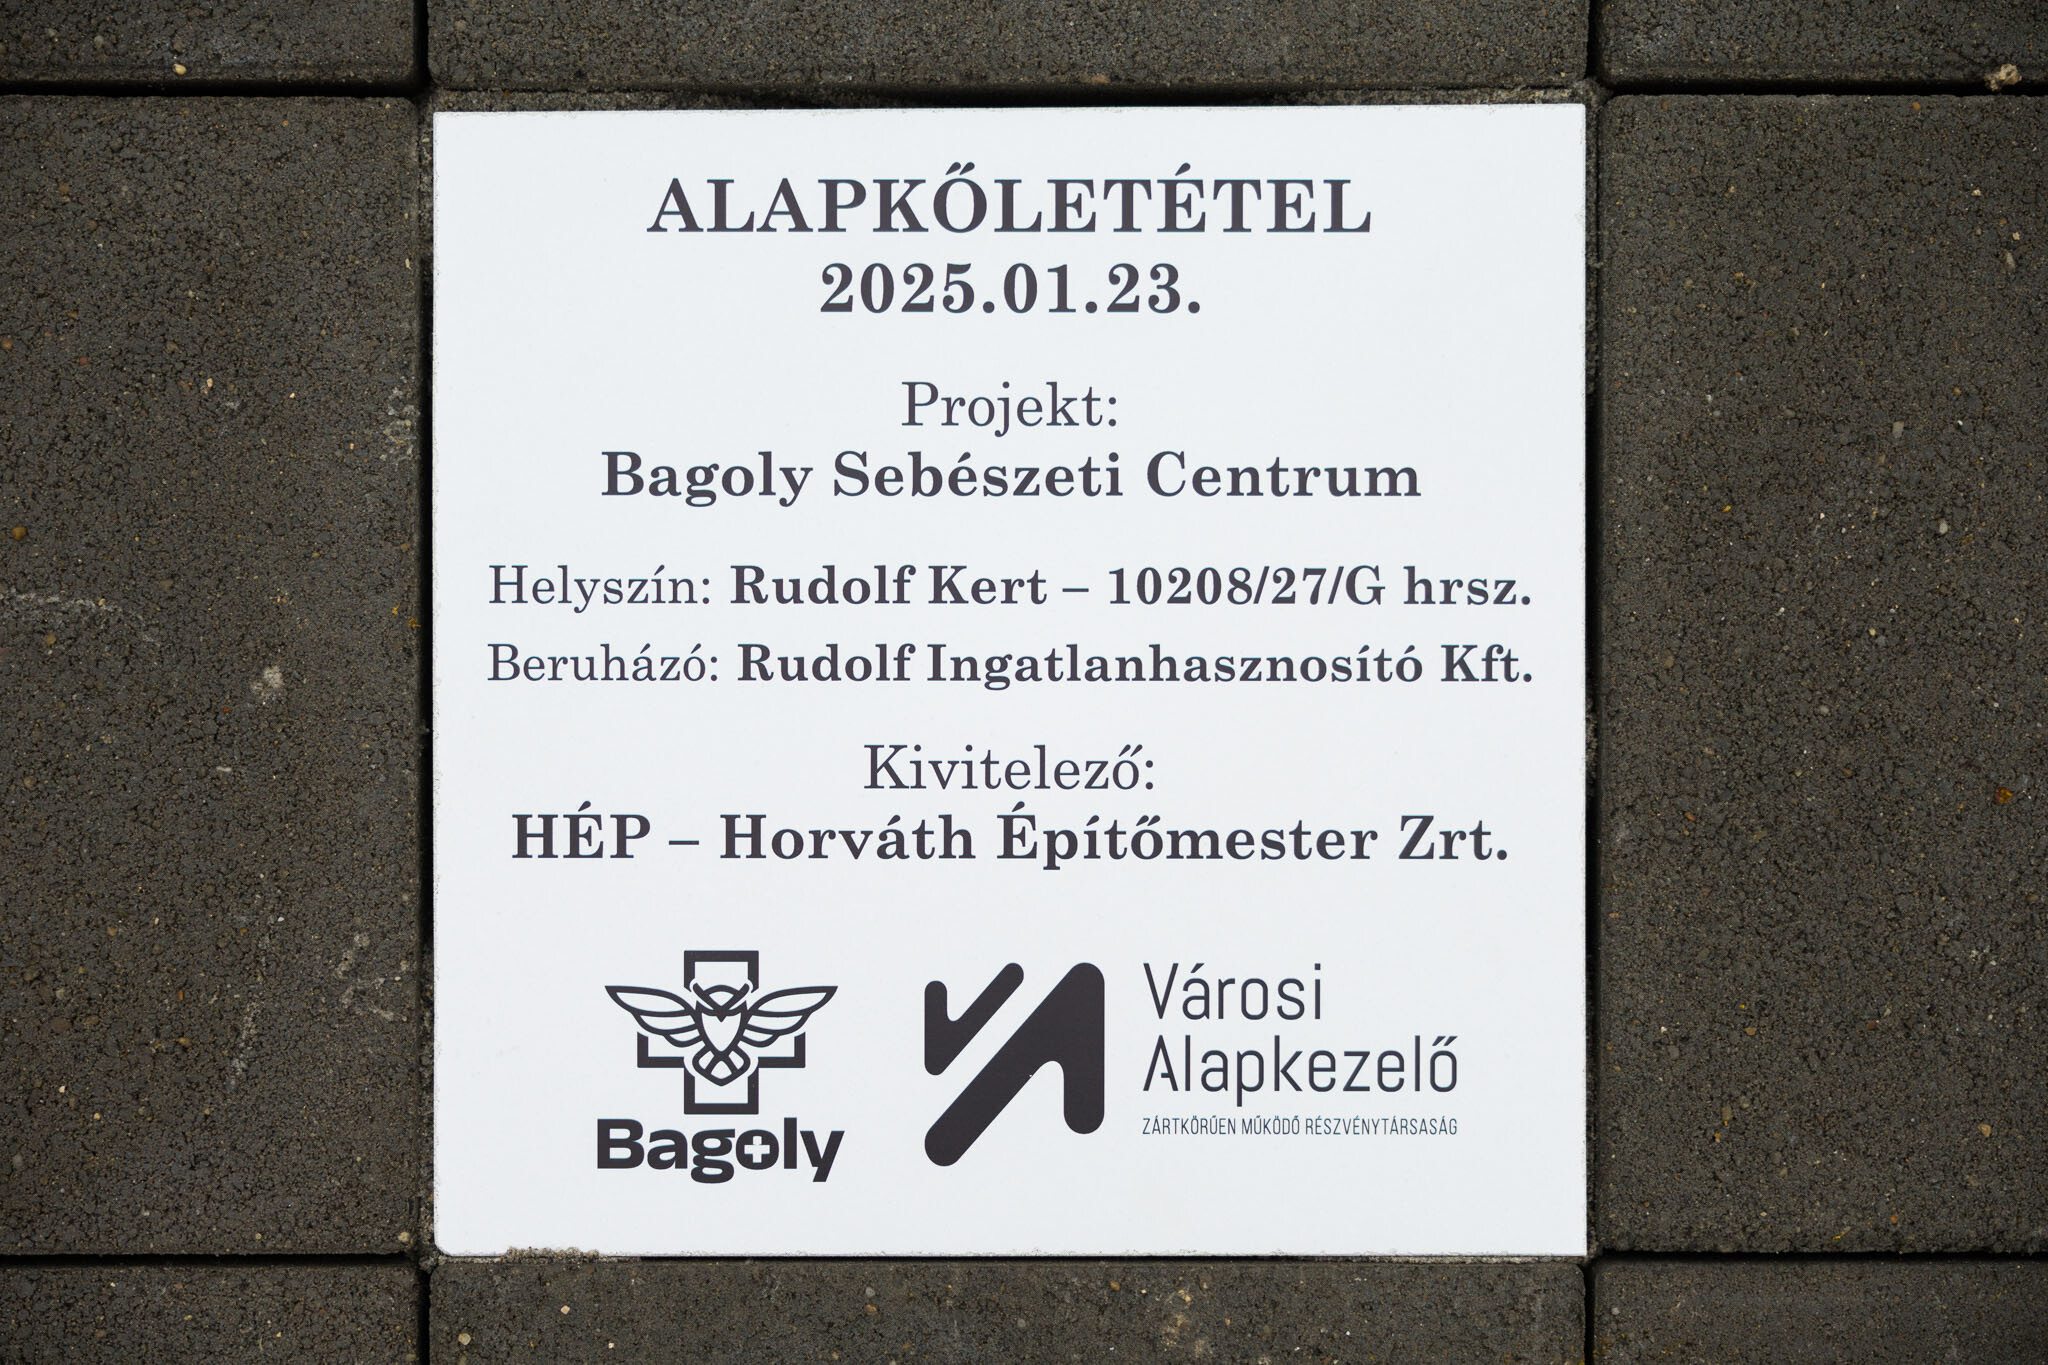 ALAPKŐLETÉTEL
2025.01.23.
Projekt:
Bagoly Sebészeti Centrum
Helyszín: Rudolf Kert – 10208/27/G hrsz.
Beruházó: Rudolf Ingatlanhasznosító Kft.
Kivitelező:
HÉP – Horváth Építőmester Zrt.
Bagoly
Városi
Alapkezelő
ZÁRTKÖRŰEN MŰKÖDŐ RÉSZVÉNYTÁRSASÁG